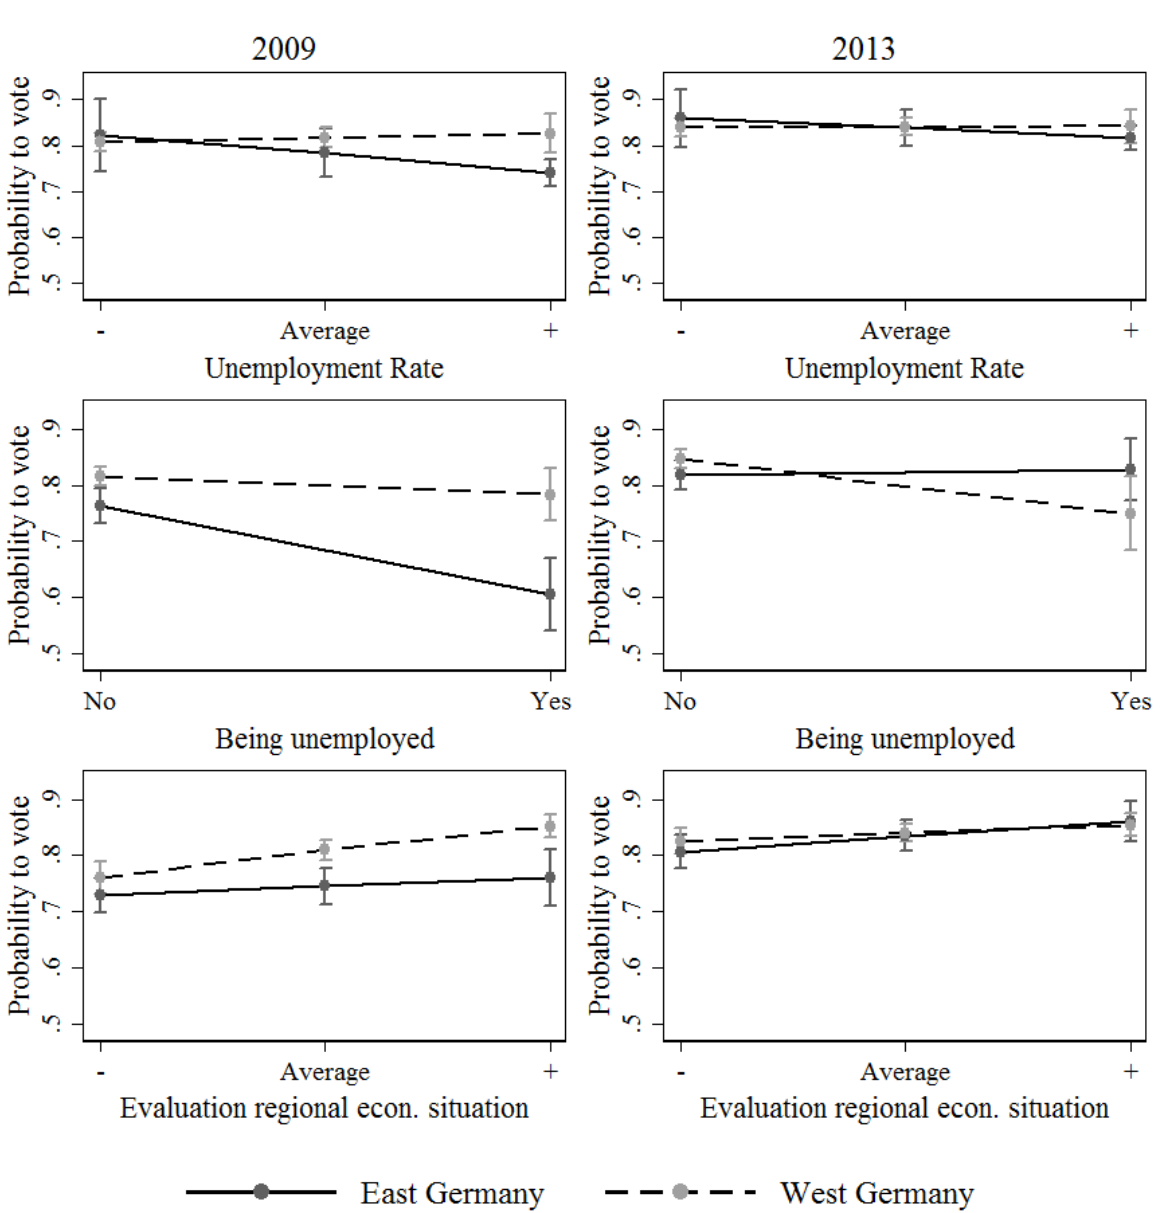 2009
2013
Probability to vote
.9
.8
.7
.6
.5
- Average +
Unemployment Rate
Probability to vote
.9
.8
.7
.6
.5
- Average +
Unemployment Rate
Probability to vote
.9
.8
.7
.6
.5
No Yes
Being unemployed
Probability to vote
.9
.8
.7
.6
.5
No Yes
Being unemployed
Probability to vote
.9
.8
.7
.6
.5
- Average +
Evaluation regional econ. situation
Probability to vote
.9
.8
.7
.6
.5
- Average +
Evaluation regional econ. situation
East Germany
West Germany